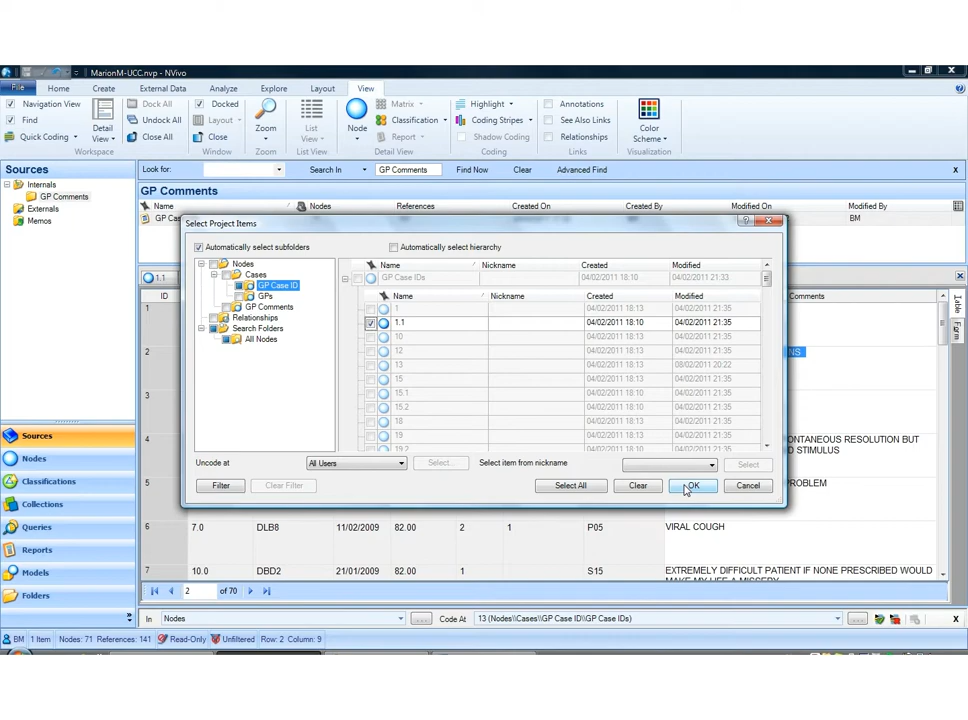 MarionM-UCC.nvp - NVivo
File Home Create External Data Analyze Explore Layout View
Navigation View
Find
Quick Coding
Detail View
Dock All
Undock All
Close All
Workspace
Docked
Layout
Close
Window
Zoom
Zoom
List View
List View
Node
Matrix
Classification
Report
Detail View
Highlight
Coding Stripes
Shadow Coding
Coding
Annotations
See Also Links
Relationships
Links
Color Scheme
Visualization
Sources
Look for: Search In GP Comments Find Now Clear Advanced Find x
Internals
GP Comments
Externals
Memos
GP Comments
Name Nodes References Created On Created By Modified On Modified By
GP Cas BM
Select Project Items
Automatically select subfolders Automatically select hierarchy
Nodes
Cases
GP Case ID
GPs
GP Comments
Relationships
Search Folders
All Nodes
Name Nickname Created Modified
GP Case IDs 04/02/2011 18:10 04/02/2011 21:33
Name Nickname Created Modified
1 04/02/2011 18:13 04/02/2011 21:35
1.1 04/02/2011 18:10 04/02/2011 21:35
10 04/02/2011 18:13 04/02/2011 21:35
12 04/02/2011 18:13 04/02/2011 21:35
13 04/02/2011 18:13 08/02/2011 20:22
15 04/02/2011 18:13 04/02/2011 21:35
15.1 04/02/2011 18:10 04/02/2011 21:35
15.2 04/02/2011 18:10 04/02/2011 21:35
18 04/02/2011 18:13 04/02/2011 21:35
19 04/02/2011 18:13 04/02/2011 21:35
19.2 04/02/2011 18:10 04/02/2011 21:35
Uncode at All Users Select... Select item from nickname Select
Filter Clear Filter Select All Clear OK Cancel
1.1
ID Comments
1
2 NS
3
4 ONTANEOUS RESOLUTION BUT
D STIMULUS
5 PROBLEM
6 7.0 DLB8 11/02/2009 82.00 2 1 P05 VIRAL COUGH
7 10.0 DBD2 21/01/2009 82.00 1 S15 EXTREMELY DIFFICULT PATIENT IF NONE PRESCRIBED WOULD
MAKE MY LIFE A MISSERY
Table
Form
Sources
Nodes
Classifications
Collections
Queries
Reports
Models
Folders
2 of 70
In Nodes ... Code At 13 (Nodes\\Cases\\GP Case ID\\GP Case IDs) ... x
BM 1 Item Nodes: 71 References: 141 Read-Only Unfiltered Row: 2 Column: 9